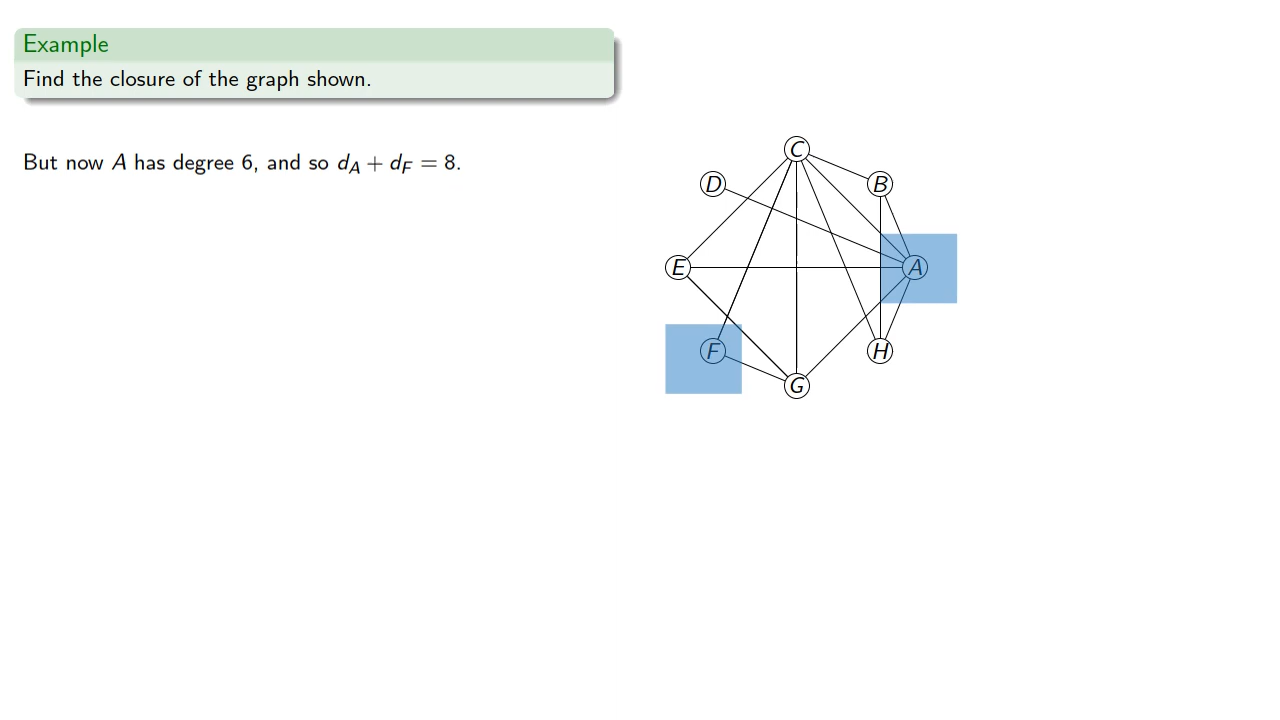 Example
Find the closure of the graph shown.
But now A has degree 6, and so d_A + d_F = 8.
C
D
B
E
A
F
H
G